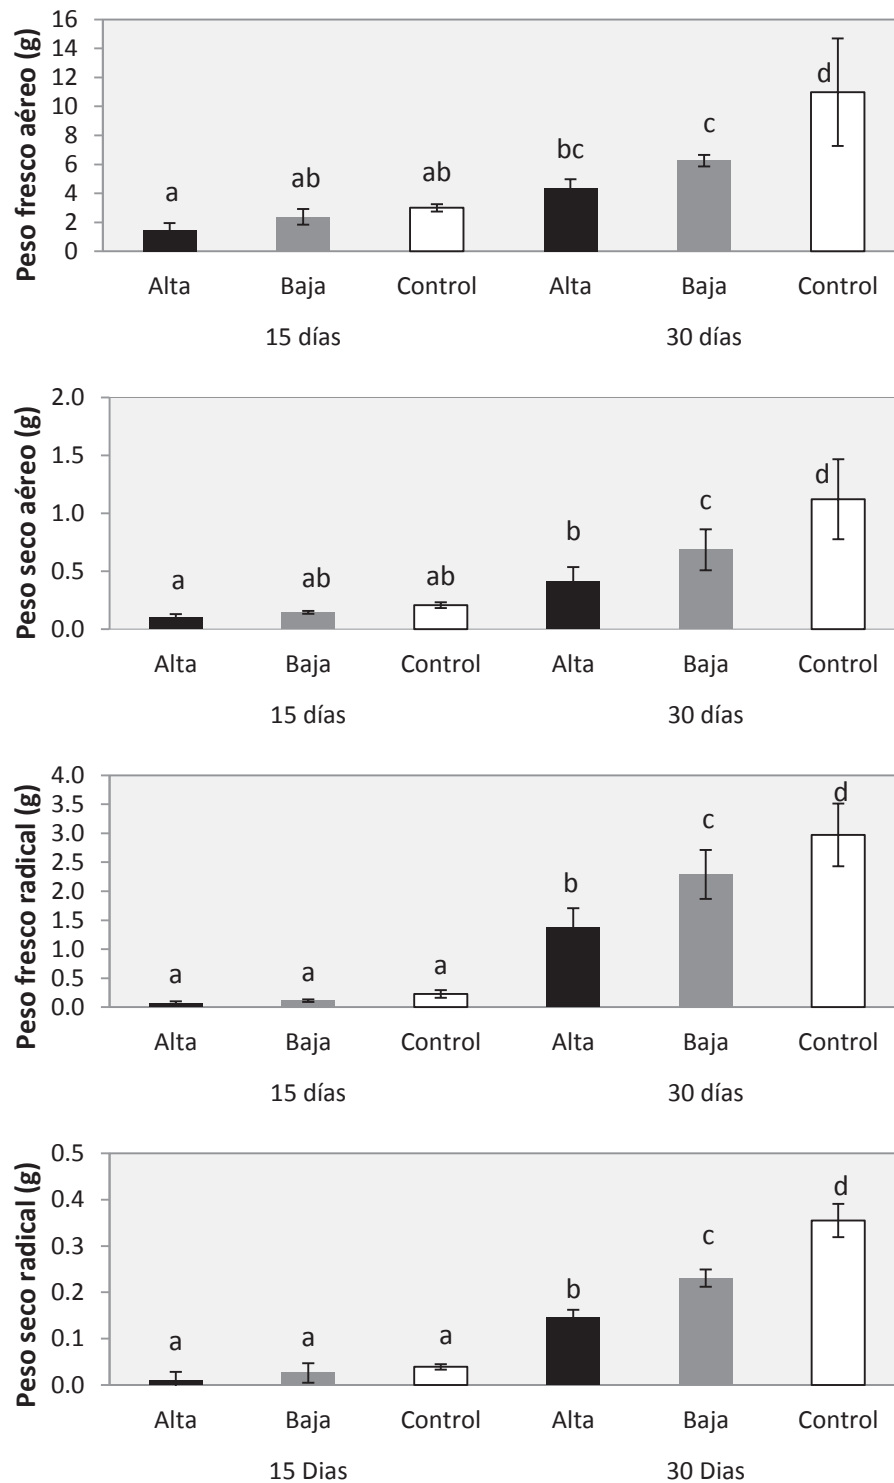 Peso fresco aéreo (g)
16
14
12
10
8
6
4
2
0
a
ab
ab
bc
c
d
Alta Baja Control Alta Baja Control
15 días 30 días
Peso seco aéreo (g)
2.0
1.5
1.0
0.5
0.0
a
ab
ab
b
c
d
Alta Baja Control Alta Baja Control
15 días 30 días
Peso fresco radical (g)
4.0
3.5
3.0
2.5
2.0
1.5
1.0
0.5
0.0
a
a
a
b
c
d
Alta Baja Control Alta Baja Control
15 días 30 días
Peso seco radical (g)
0.5
0.4
0.3
0.2
0.1
0.0
a
a
a
b
c
d
Alta Baja Control Alta Baja Control
15 Dias 30 Dias